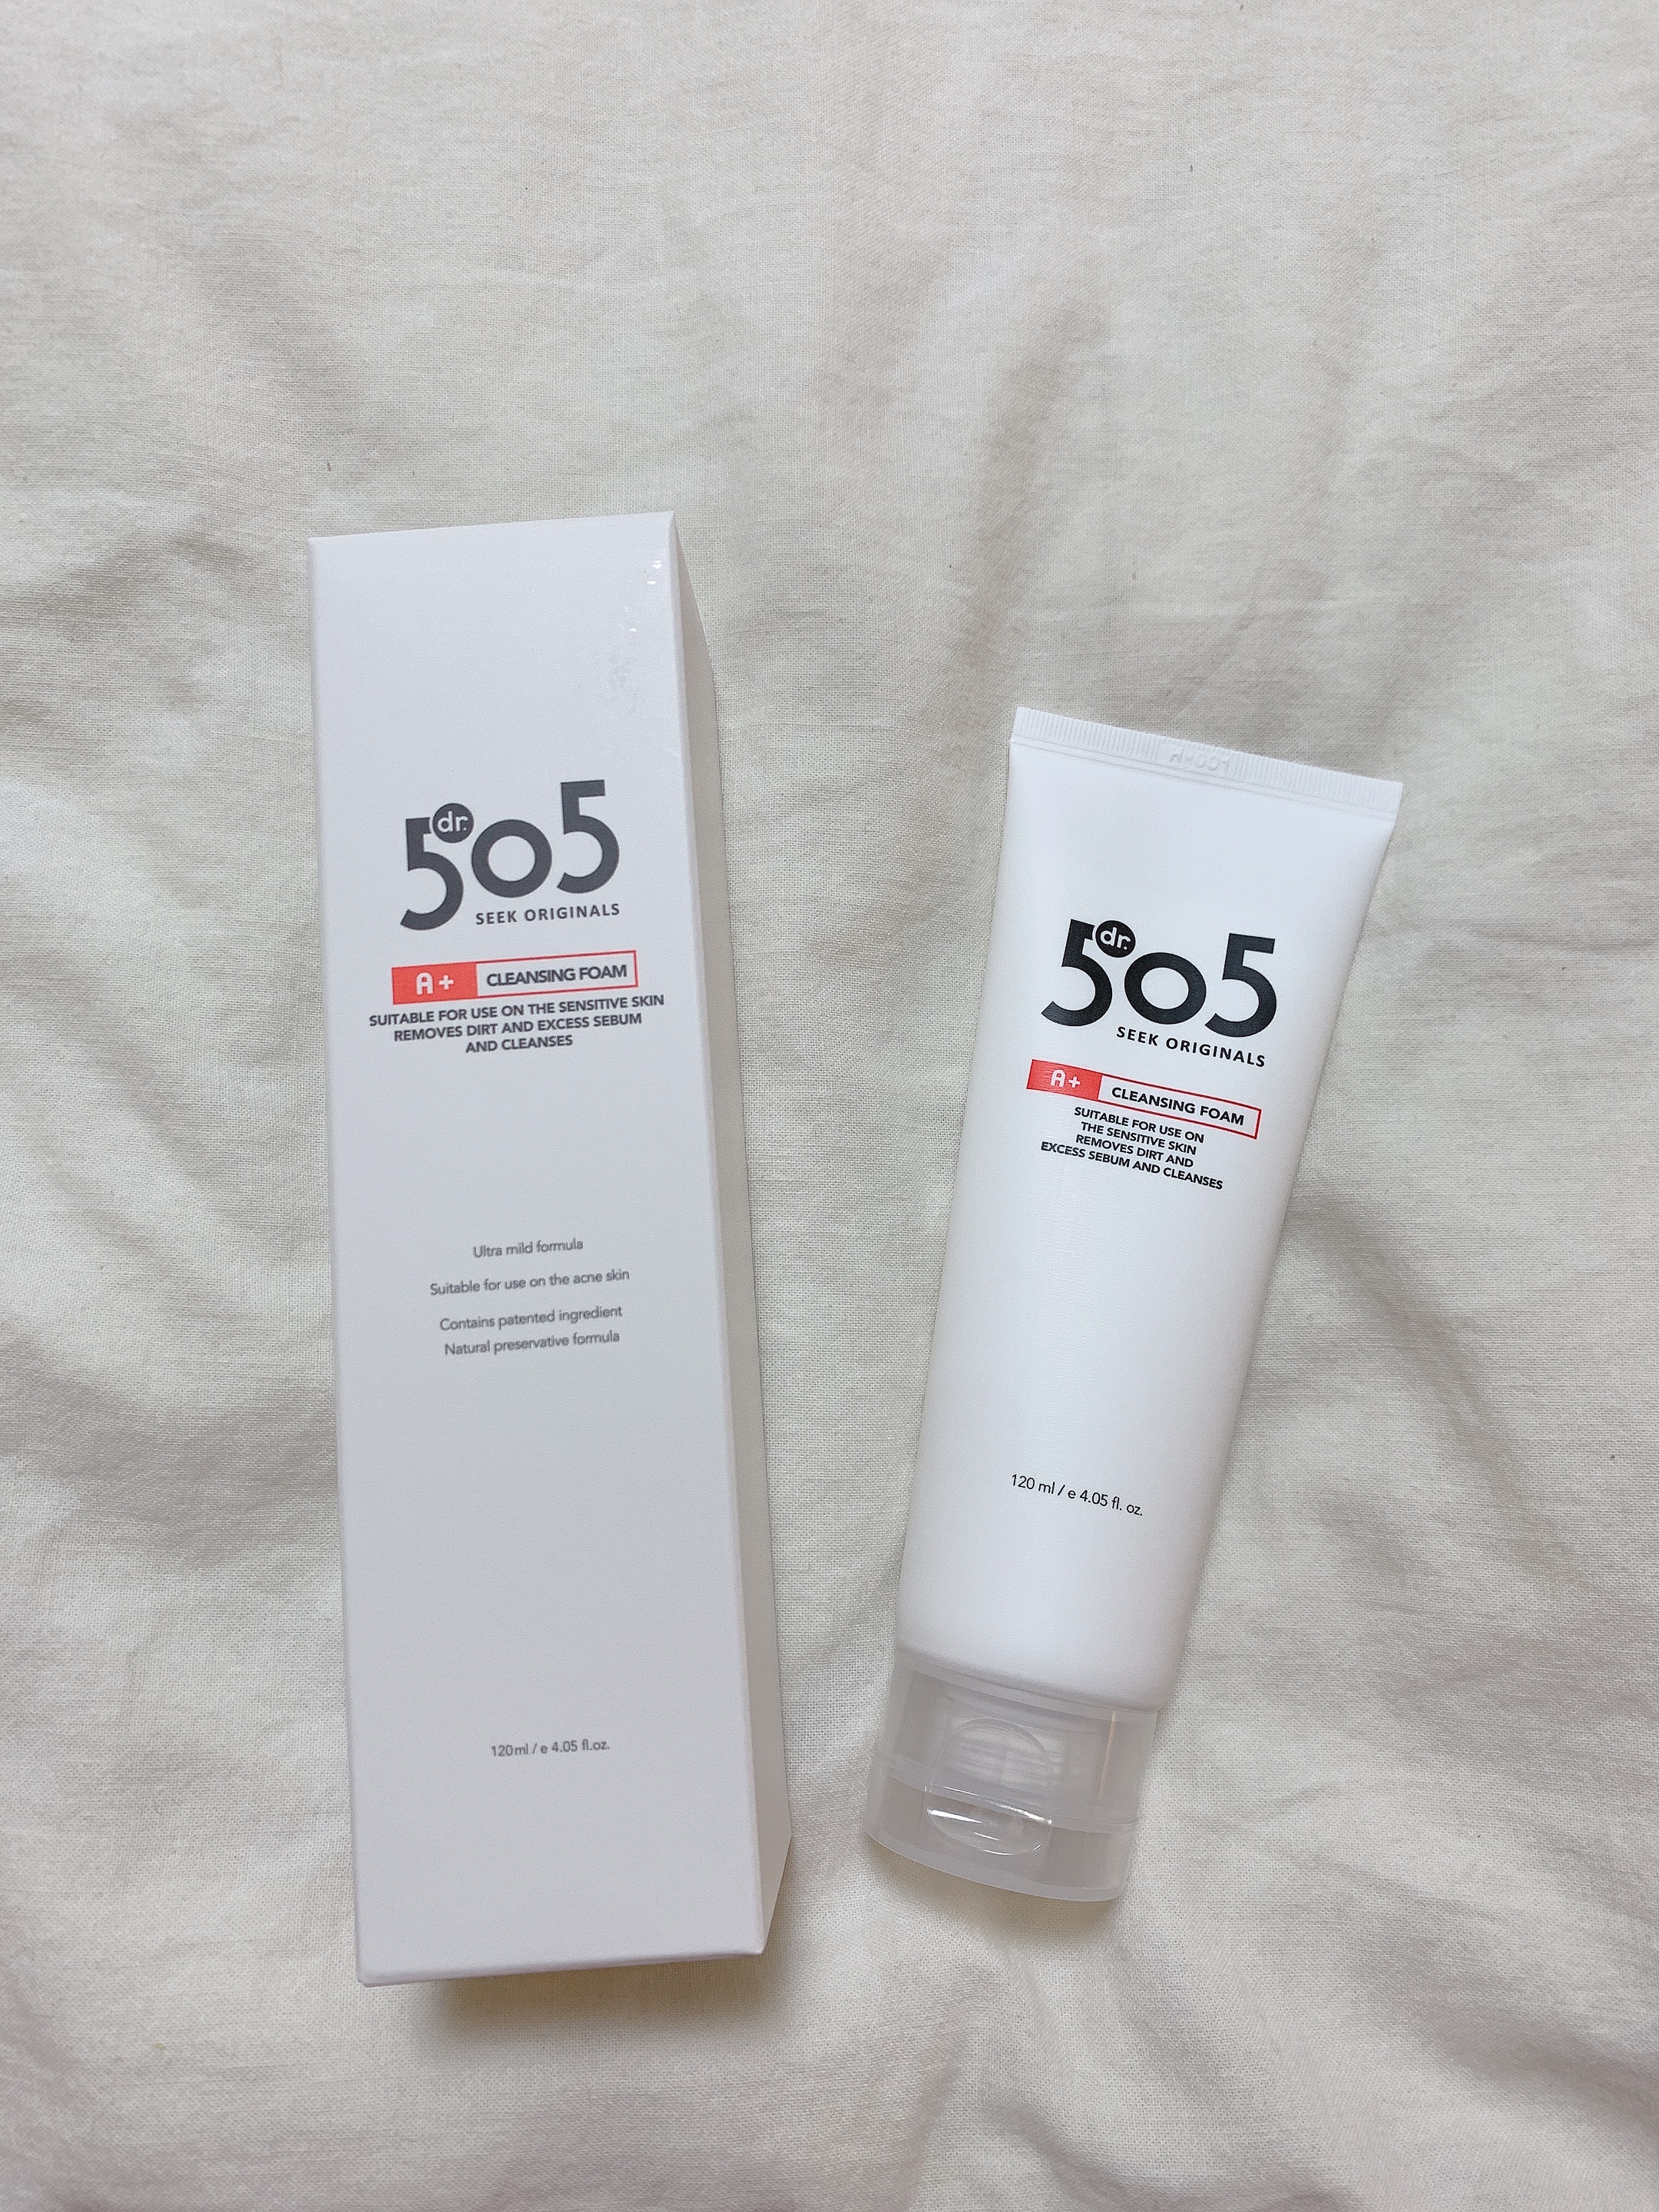 dr.
505
SEEK ORIGINALS
A+ CLEANSING FOAM
SUITABLE FOR USE ON THE SENSITIVE SKIN
REMOVES DIRT AND EXCESS SEBUM
AND CLEANSES
Ultra mild formula
Suitable for use on the acne skin
Contains patented ingredient
Natural preservative formula
120ml / e 4.05 fl.oz.
dr.
505
SEEK ORIGINALS
A+ CLEANSING FOAM
SUITABLE FOR USE ON
THE SENSITIVE SKIN
REMOVES DIRT AND
EXCESS SEBUM AND CLEANSES
120 ml / e 4.05 fl. oz.